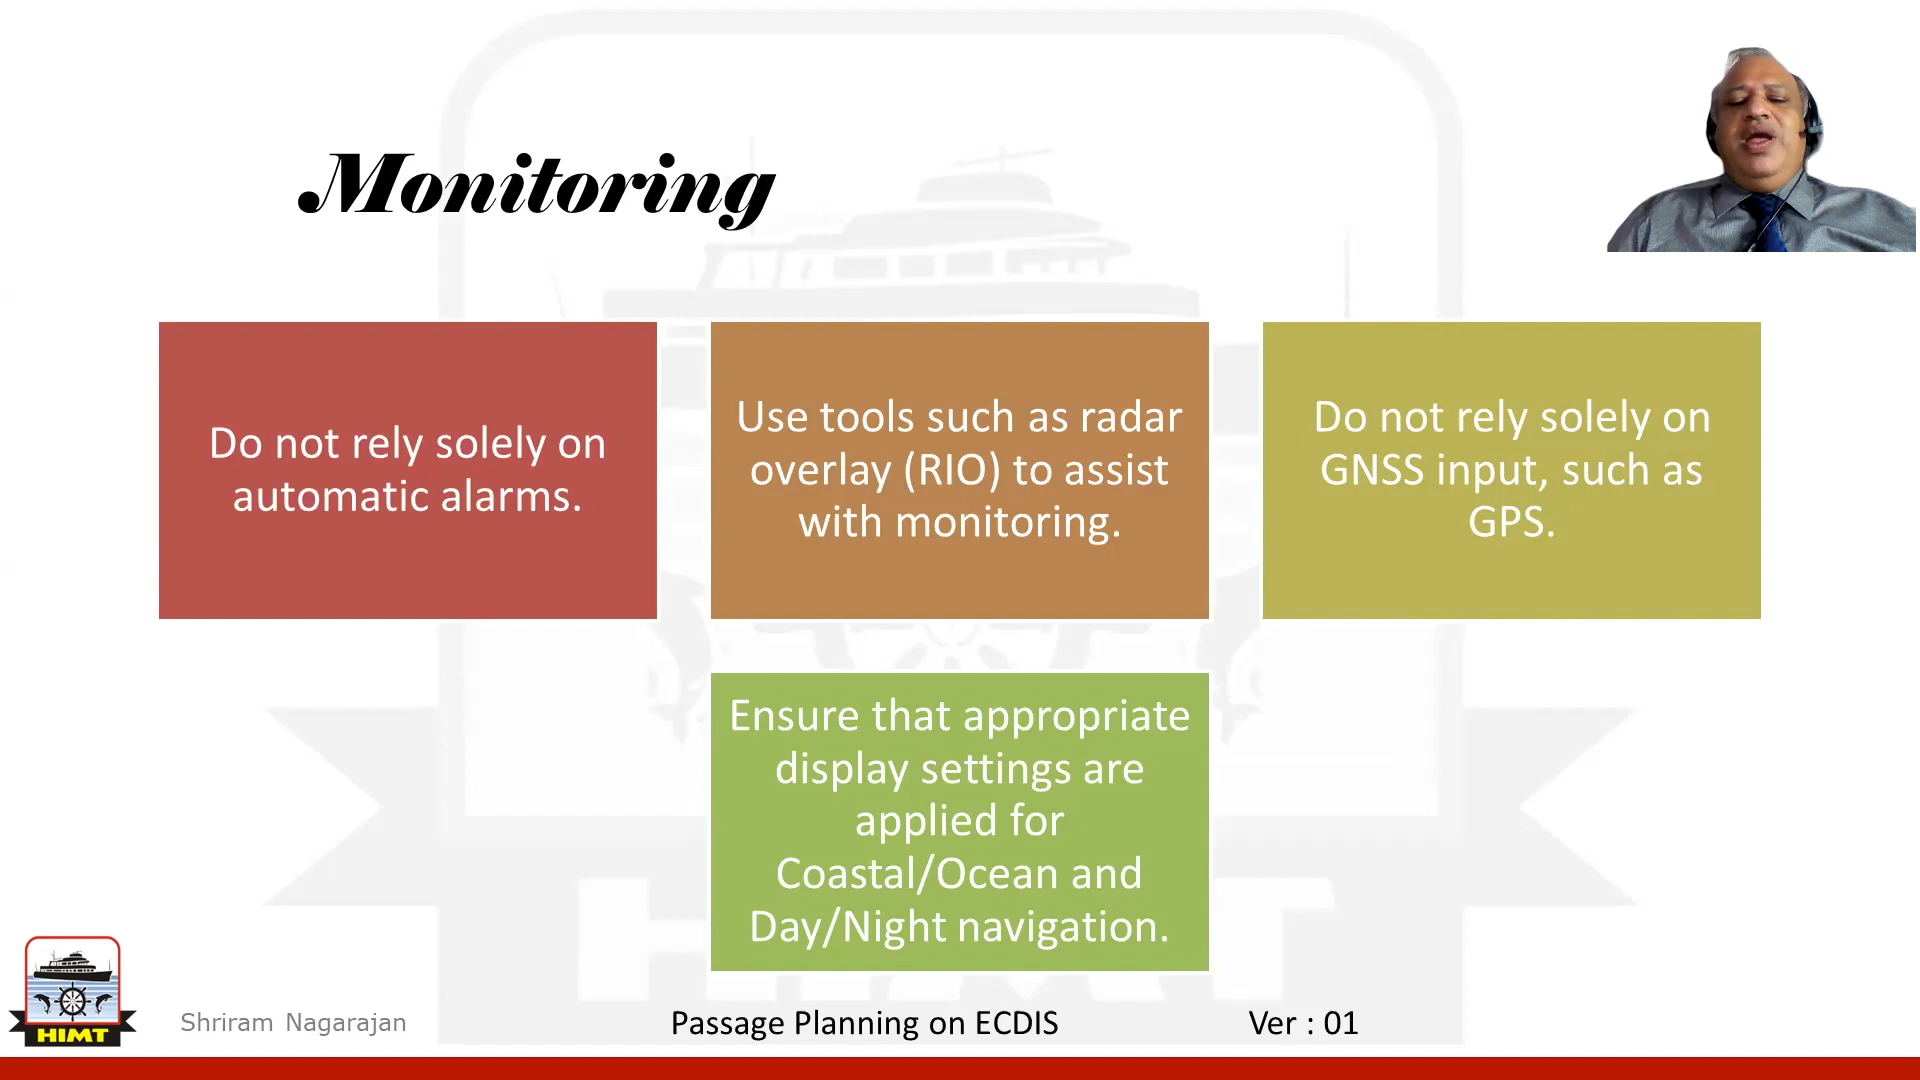 Monitoring
Do not rely solely on
automatic alarms.
Use tools such as radar
overlay (RIO) to assist
with monitoring.
Do not rely solely on
GNSS input, such as
GPS.
Ensure that appropriate
display settings are
applied for
Coastal/Ocean and
Day/Night navigation.
HIMT
HIMT
Shriram Nagarajan
Passage Planning on ECDIS
Ver : 01